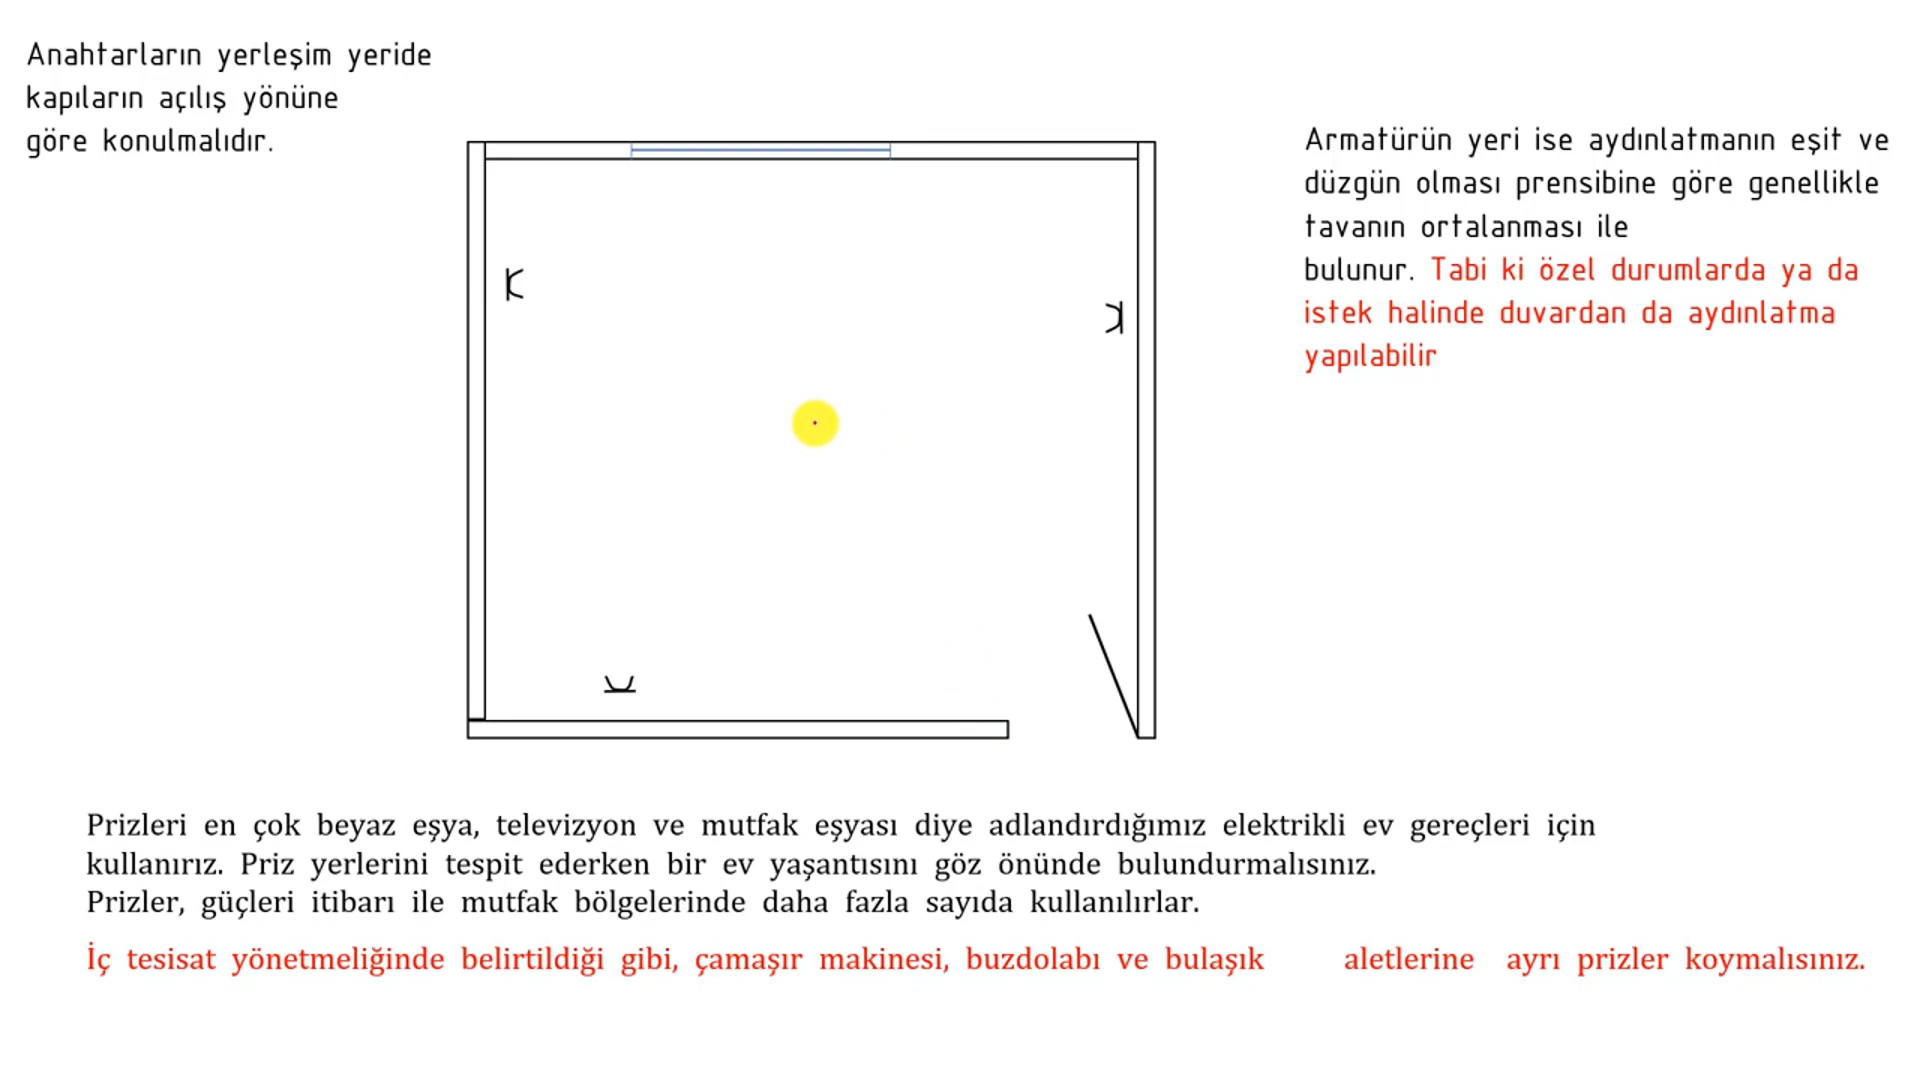 Anahtarların yerleşim yeride
kapıların açılış yönüne
göre konulmalıdır.
Armatürün yeri ise aydınlatmanın eşit ve
düzgün olması prensibine göre genellikle
tavanın ortalanması ile
bulunur. Tabi ki özel durumlarda ya da
istek halinde duvardan da aydınlatma
yapılabilir
Prizleri en çok beyaz eşya, televizyon ve mutfak eşyası diye adlandırdığımız elektrikli ev gereçleri için
kullanırız. Priz yerlerini tespit ederken bir ev yaşantısını göz önünde bulundurmalısınız.
Prizler, güçleri itibarı ile mutfak bölgelerinde daha fazla sayıda kullanılırlar.
İç tesisat yönetmeliğinde belirtildiği gibi, çamaşır makinesi, buzdolabı ve bulaşık aletlerine ayrı prizler koymalısınız.